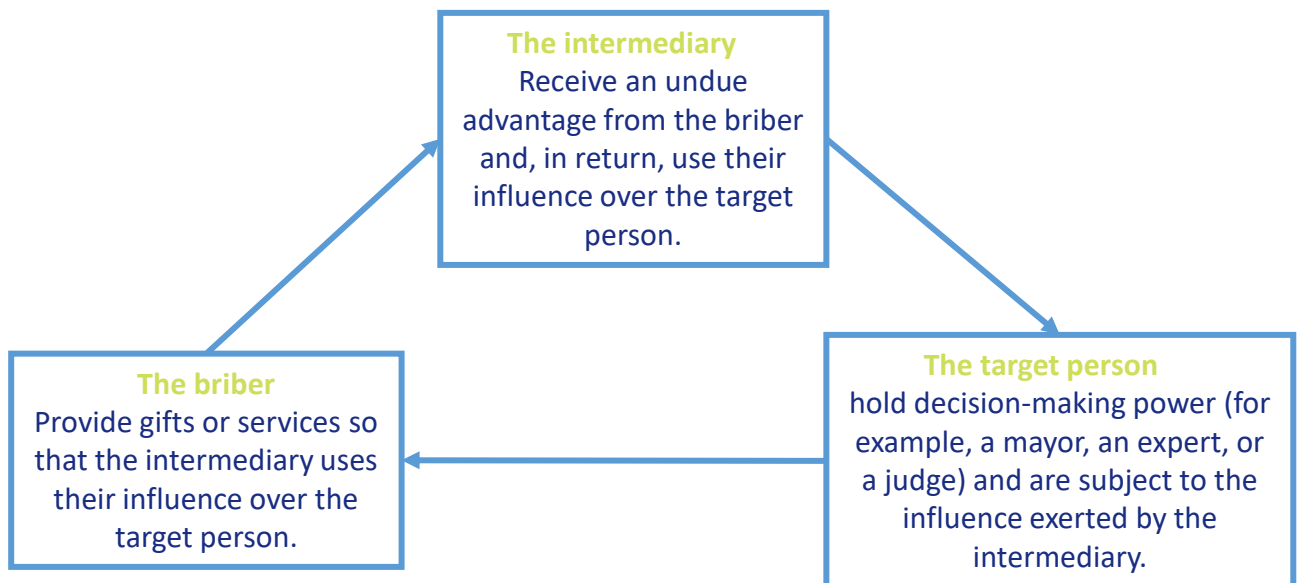 The intermediary
Receive an undue
advantage from the briber
and, in return, use their
influence over the target
person.
The briber
Provide gifts or services so
that the intermediary uses
their influence over the
target person.
The target person
hold decision-making power (for
example, a mayor, an expert, or
a judge) and are subject to the
influence exerted by the
intermediary.